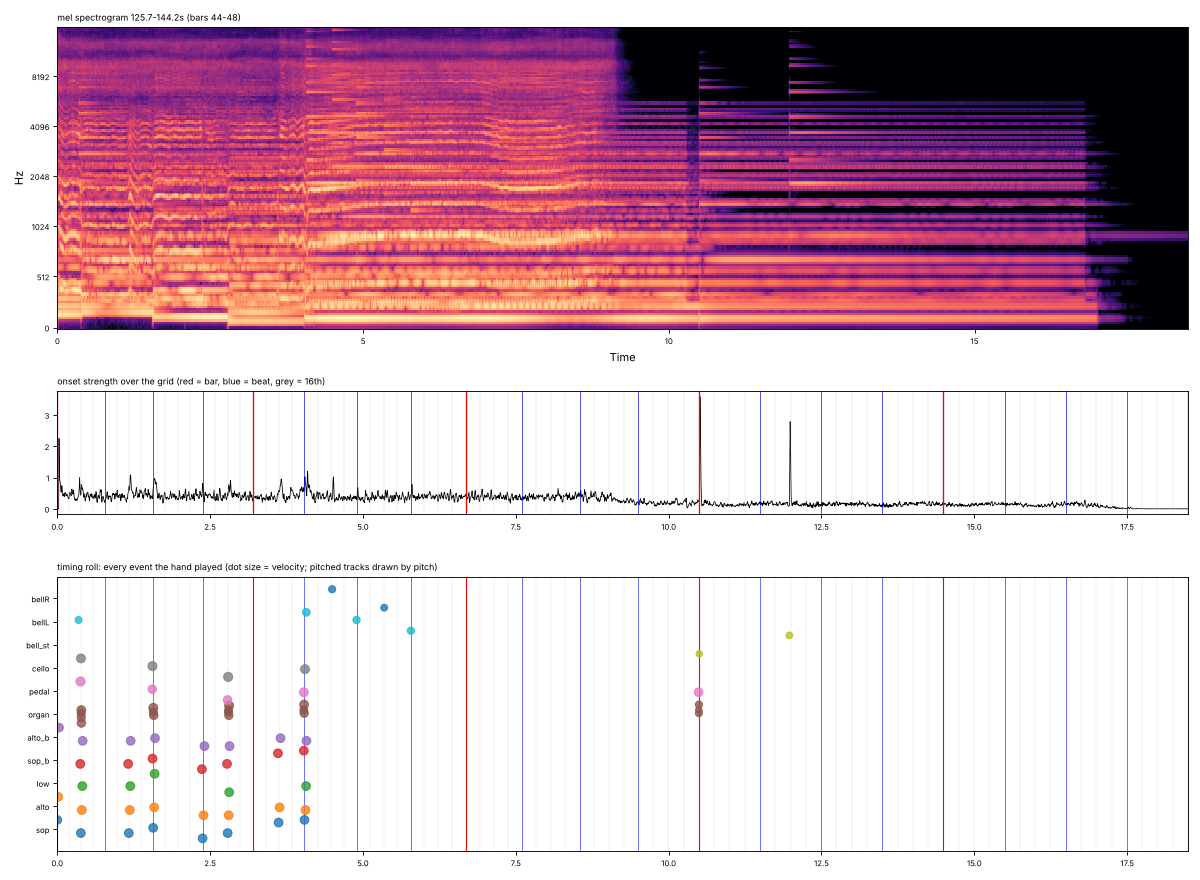 mel spectrogram 125.7-144.2s (bars 44-48)
Hz
8192
4096
2048
1024
512
0
0
5
10
15
Time
onset strength over the grid (red = bar, blue = beat, grey = 16th)
3
2
1
0
0.0
2.5
5.0
7.5
10.0
12.5
15.0
17.5
timing roll: every event the hand played (dot size = velocity; pitched tracks drawn by pitch)
bellR
bellL
bell_st
cello
pedal
organ
alto_b
sop_b
low
alto
sop
0.0
2.5
5.0
7.5
10.0
12.5
15.0
17.5